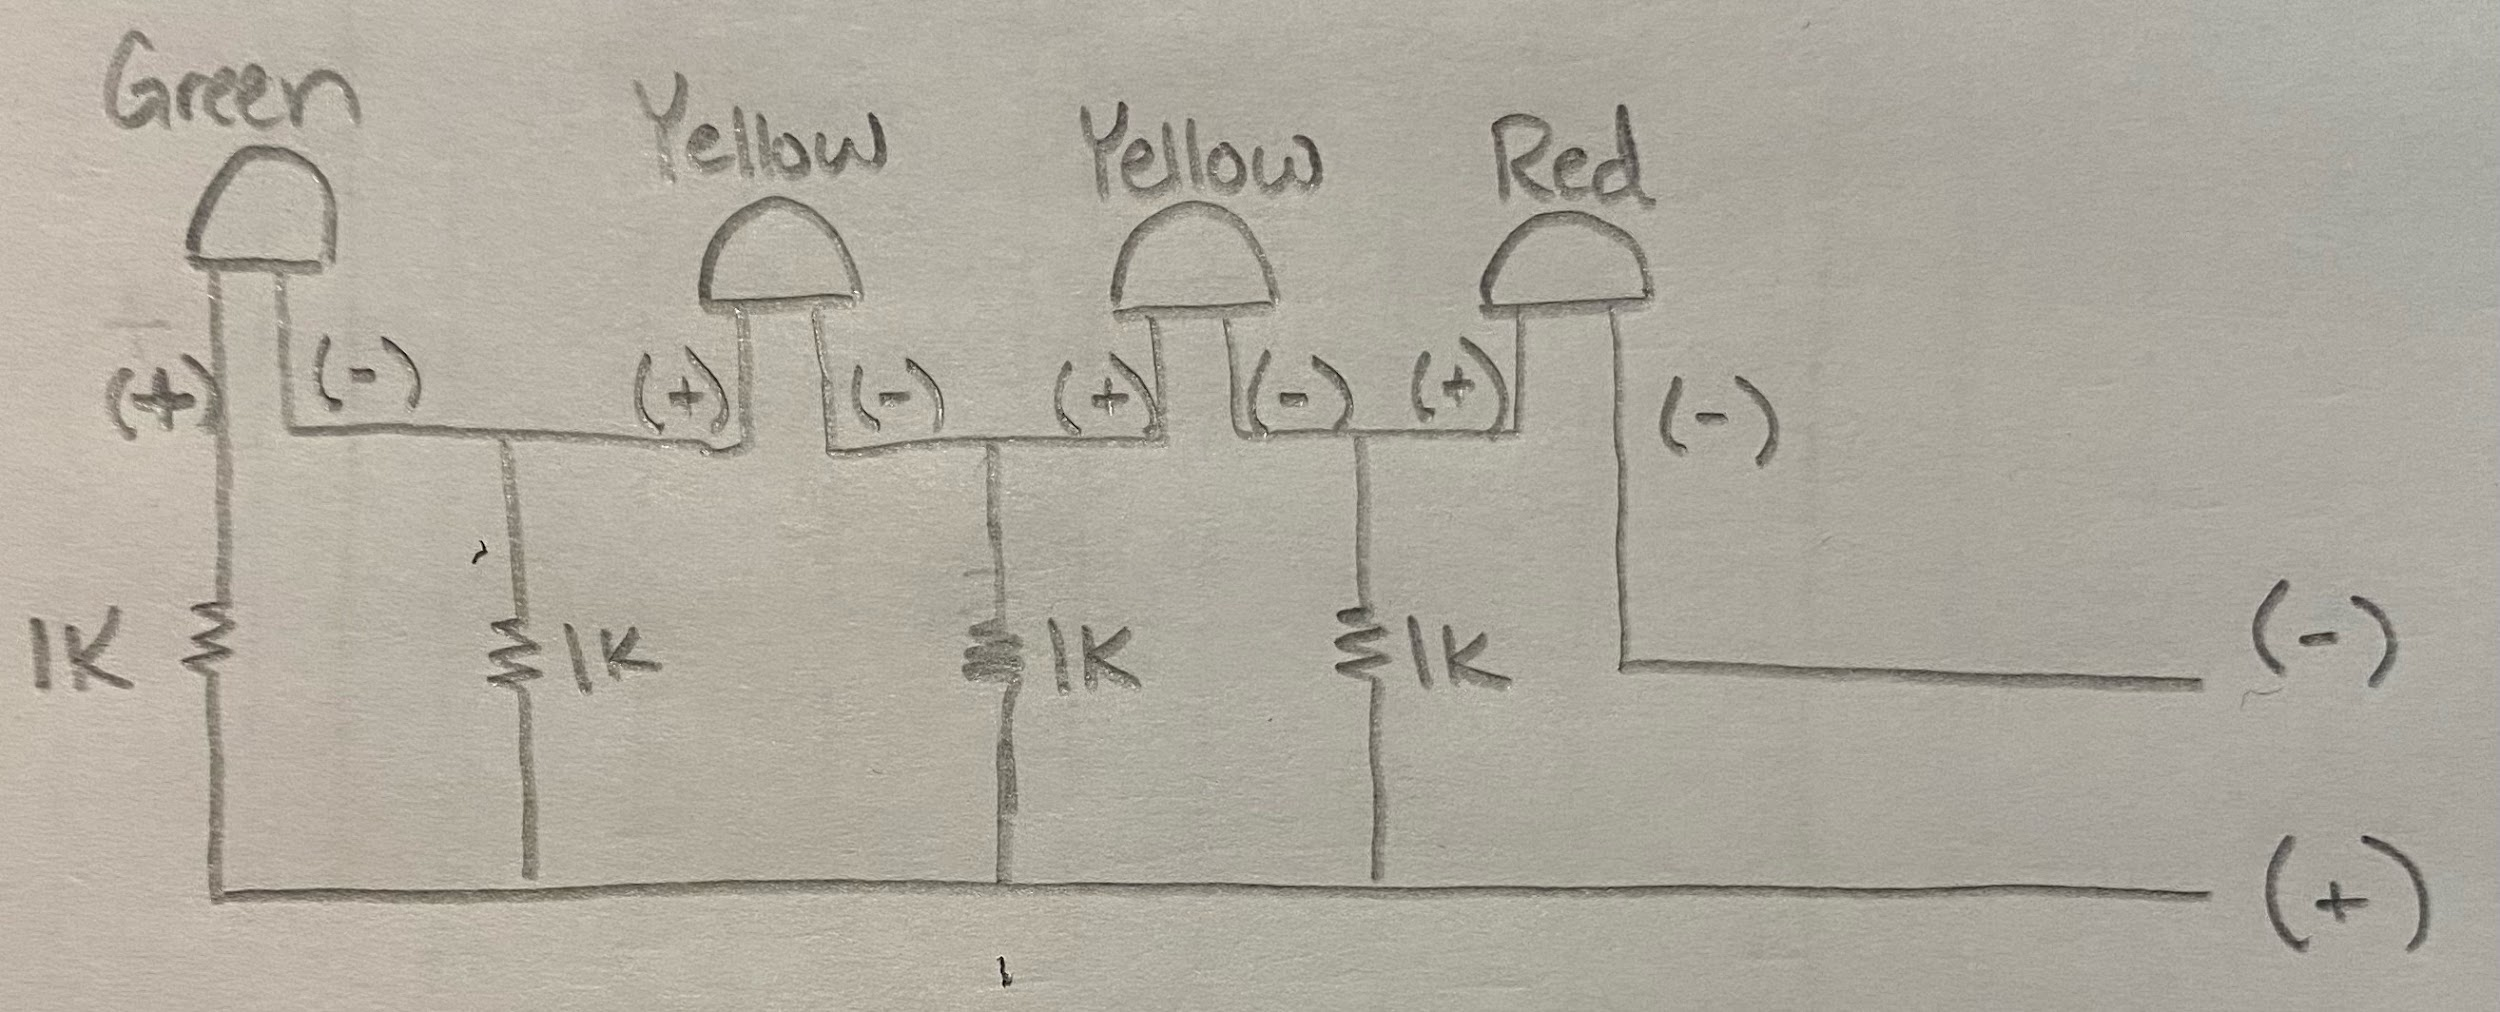 Green
Yellow
Yellow
Red
(+) (-) (+) (-) (+) (-) (+) (-)
1K 1K 1K 1K (-)
(+)